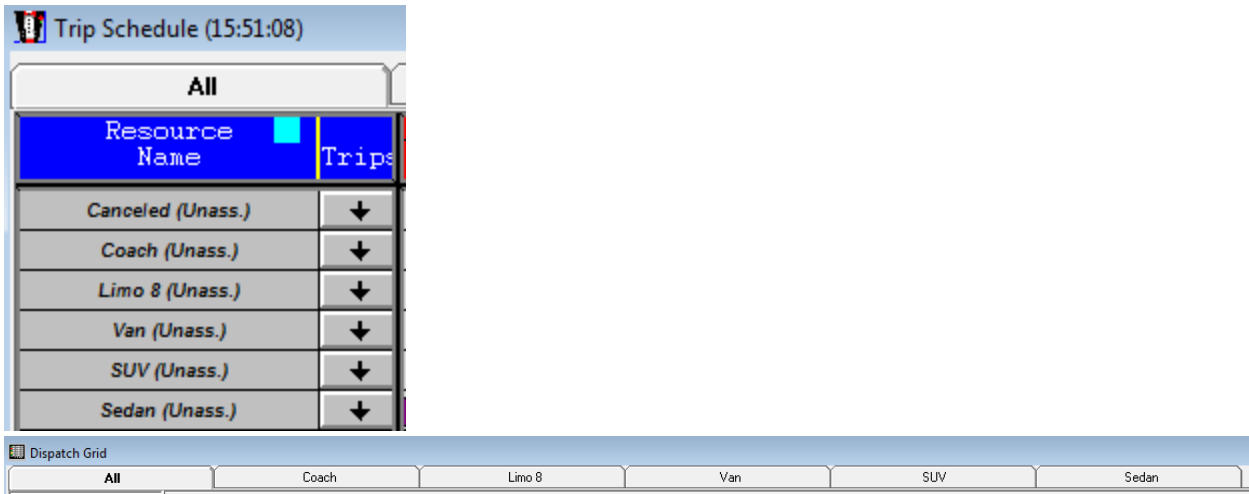 Trip Schedule (15:51:08)
All
Resource
Name
Trips
Canceled (Unass.)
Coach (Unass.)
Limo 8 (Unass.)
Van (Unass.)
SUV (Unass.)
Sedan (Unass.)
Dispatch Grid
All Coach Limo 8 Van SUV Sedan